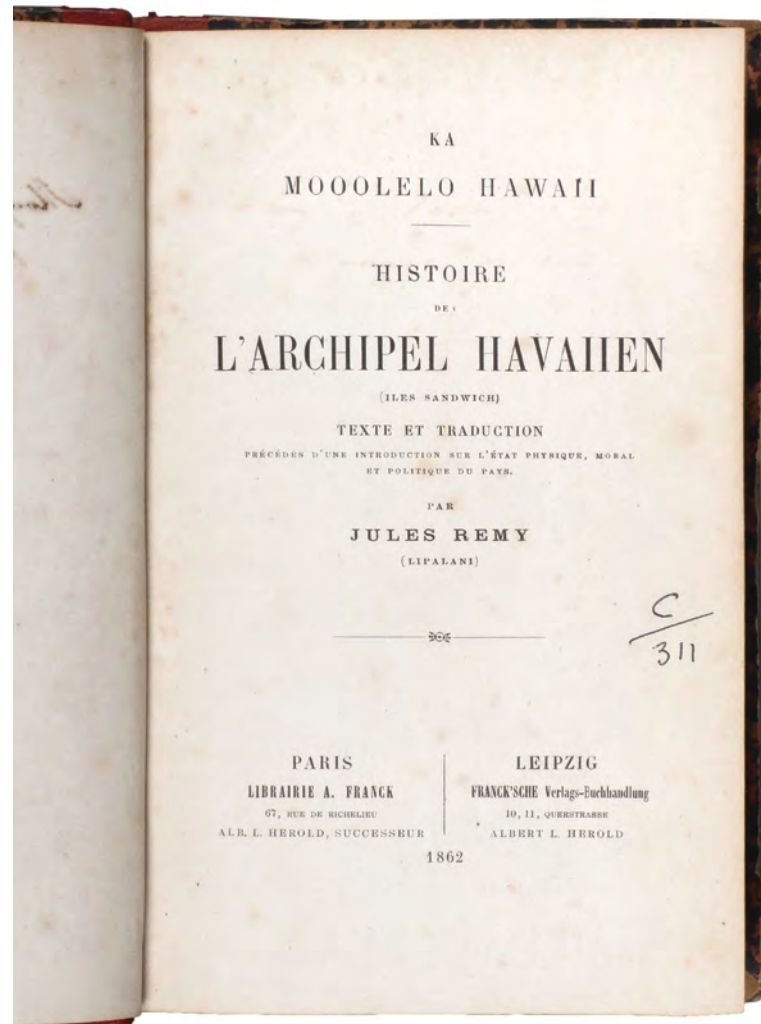 KA
MOOOLELO HAWAII
HISTOIRE
DE
L'ARCHIPEL HAVAIIEN
(ILES SANDWICH)
TEXTE ET TRADUCTION
PRÉCÉDÉS D'UNE INTRODUCTION SUR L'ÉTAT PHYSIQUE, MORAL
ET POLITIQUE DU PAYS.
PAR
JULES REMY
(LIPALANI)
C
311
PARIS
LIBRAIRIE A. FRANCK
67, RUE DE RICHELIEU
ALB. L. HEROLD, SUCCESSEUR
LEIPZIG
FRANCK'SCHE Verlags-Buchhandlung
10, 11, QUERSTRASSE
ALBERT L. HEROLD
1862